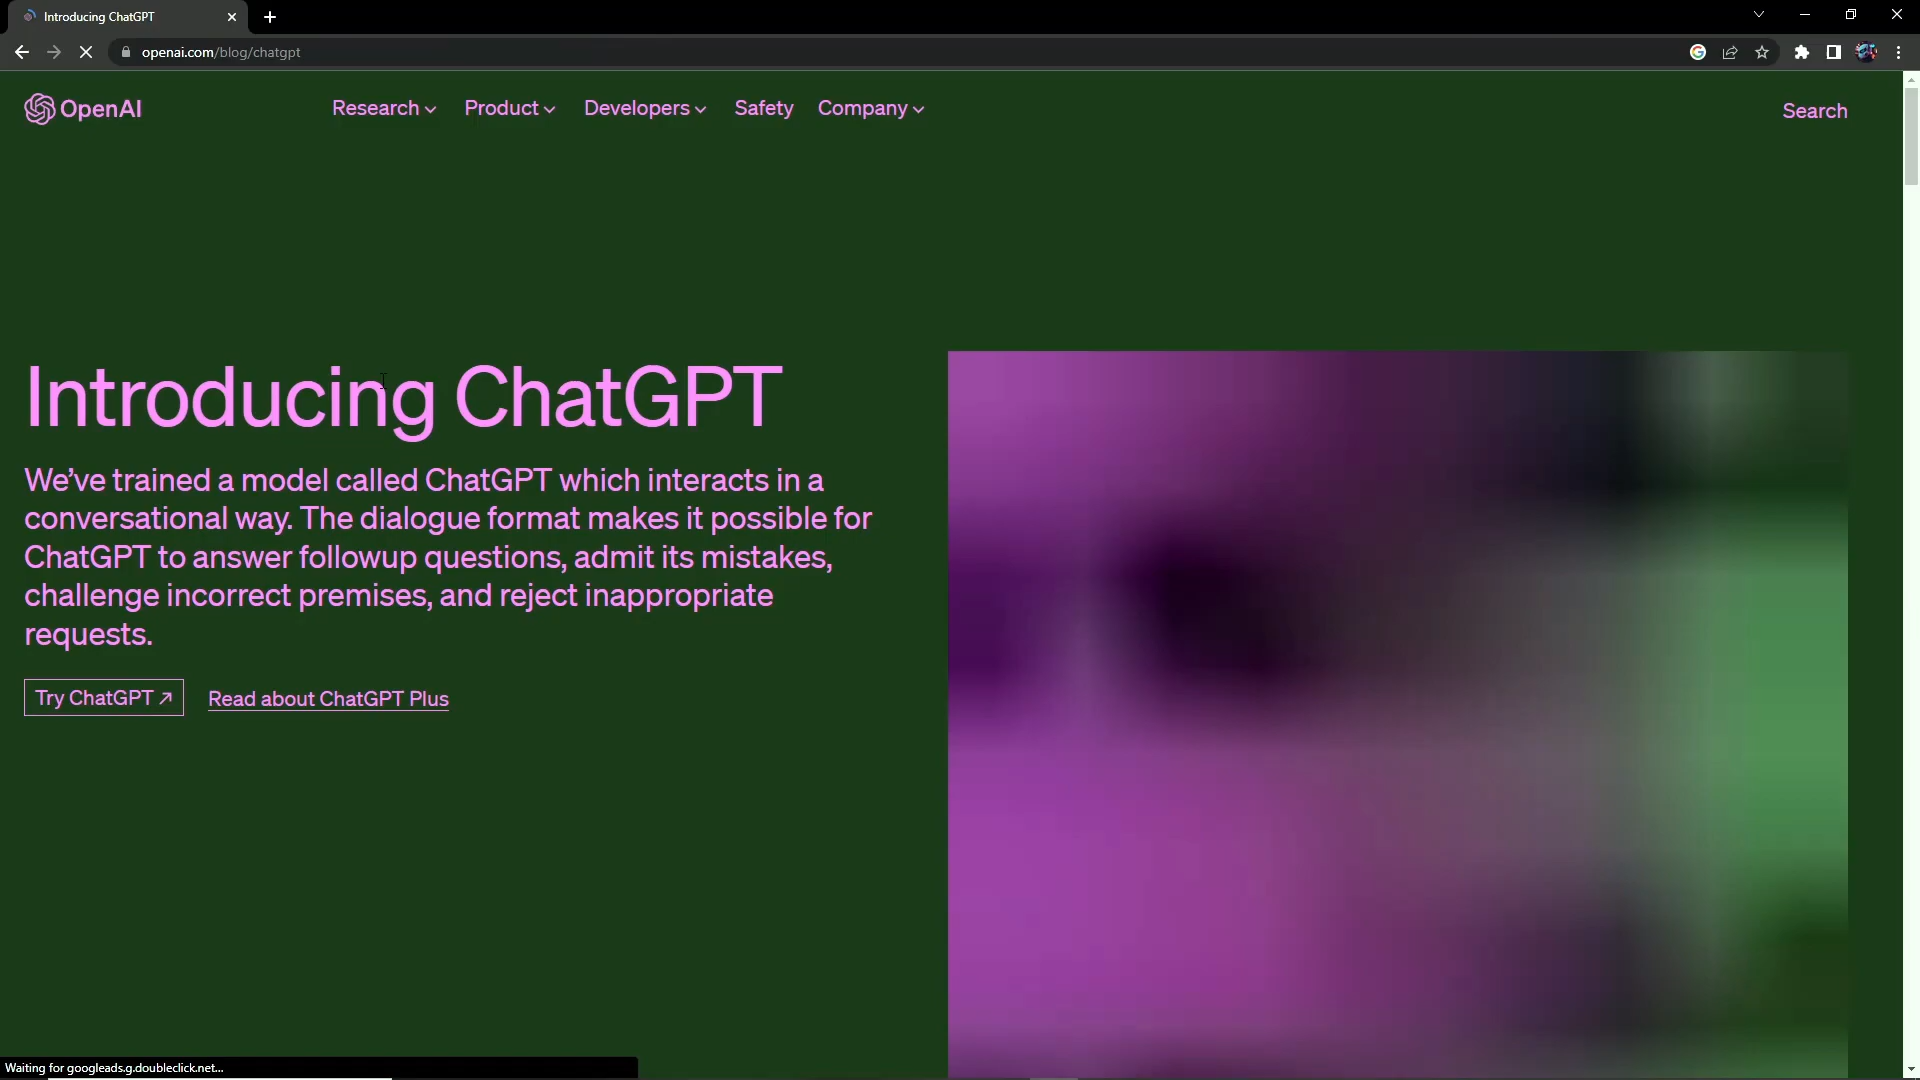 Introducing ChatGPT
openai.com/blog/chatgpt
OpenAI
Research
Product
Developers
Safety
Company
Search
Introducing ChatGPT
We’ve trained a model called ChatGPT which interacts in a
conversational way. The dialogue format makes it possible for
ChatGPT to answer followup questions, admit its mistakes,
challenge incorrect premises, and reject inappropriate
requests.
Try ChatGPT ↗
Read about ChatGPT Plus
Waiting for googleads.g.doubleclick.net...